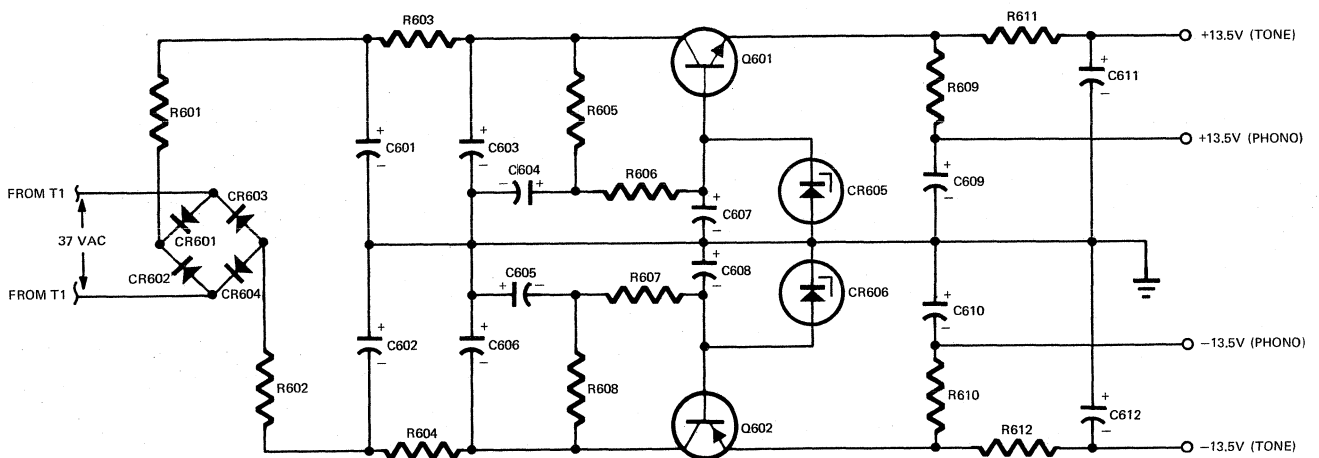 R603
R611
+13.5V (TONE)
Q601
C611
R601
R605
R609
C601
C603
+13.5V (PHONO)
C604
R606
FROM T1
CR603
CR605
C609
C607
37 VAC
CR601
CR602
C605
R607
C608
FROM T1
CR604
CR606
C610
C602
C606
-13.5V (PHONO)
R602
R608
R610
C612
Q602
R604
R612
-13.5V (TONE)